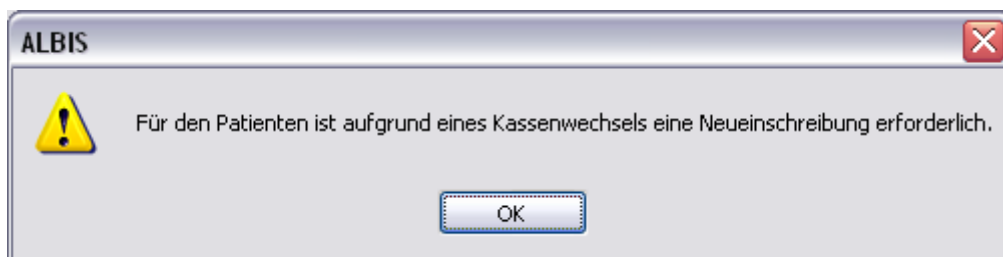 ALBIS
Für den Patienten ist aufgrund eines Kassenwechsels eine Neueinschreibung erforderlich.
OK